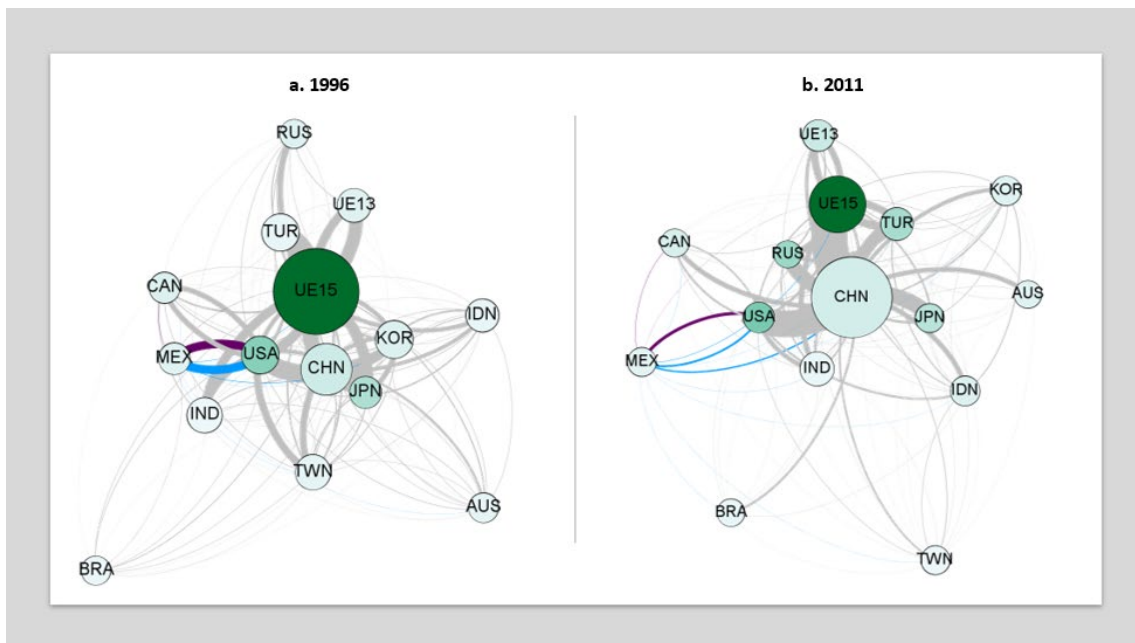 a. 1996
RUS
UE13
TUR
UE15
CAN
IDN
KOR
MEX
USA
CHN
JPN
IND
TWN
AUS
BRA
b. 2011
UE13
UE15
KOR
TUR
CAN
RUS
CHN
AUS
USA
JPN
MEX
IND
IDN
BRA
TWN